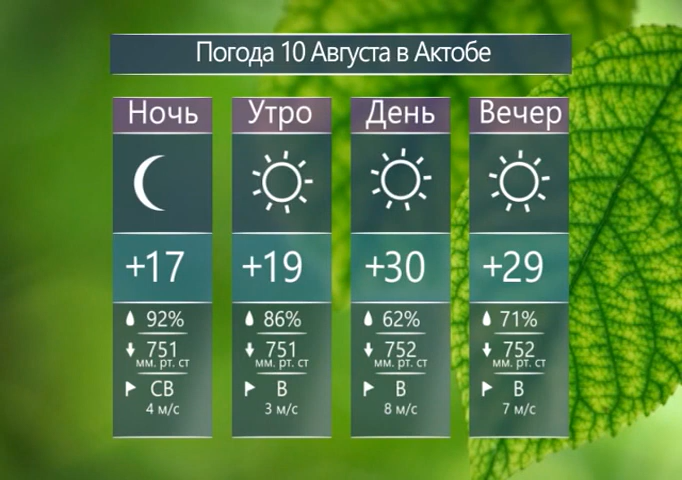 Погода 10 Августа в Актобе
Ночь
+17
92%
751
мм. рт. ст
СВ
4 м/с
Утро
+19
86%
751
мм. рт. ст
В
3 м/с
День
+30
62%
752
мм. рт. ст
В
8 м/с
Вечер
+29
71%
752
мм. рт. ст
В
7 м/с